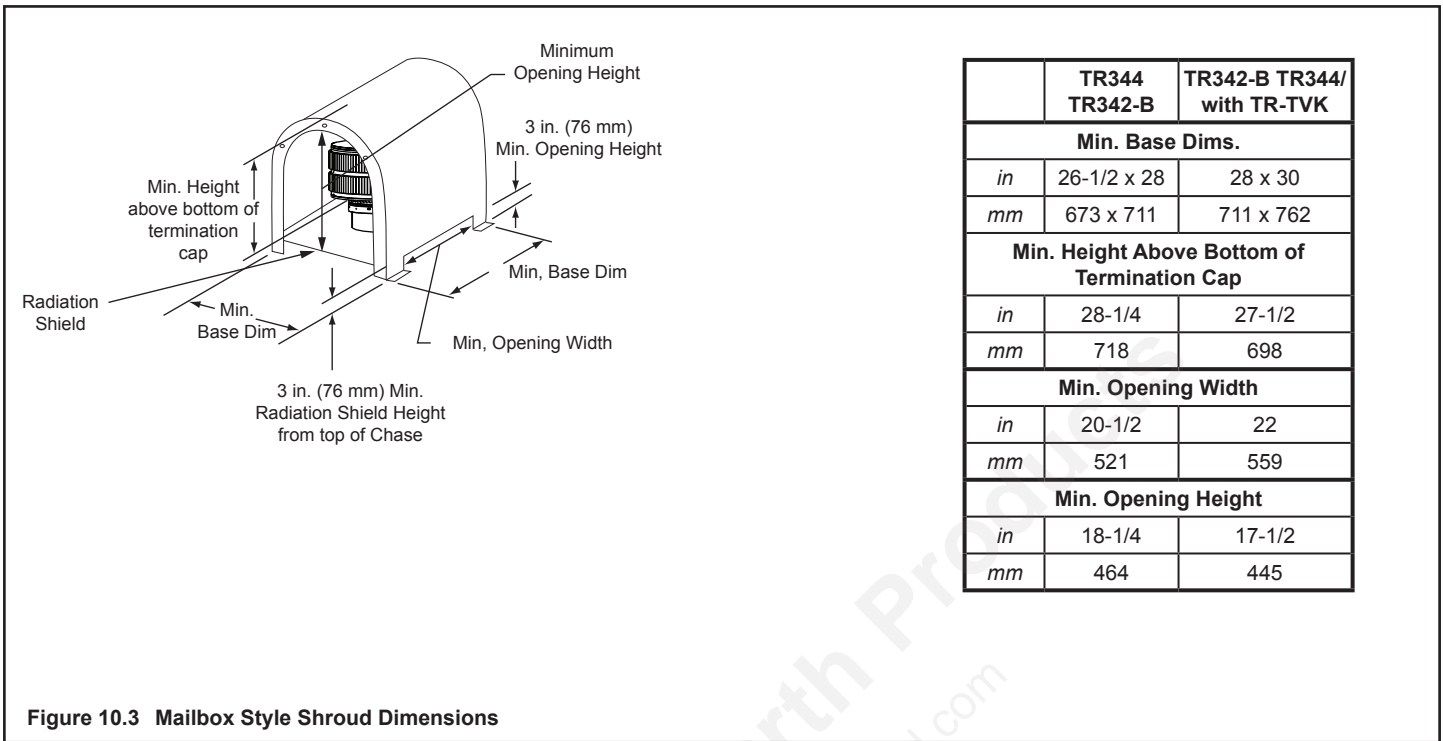 Minimum
Opening Height
3 in. (76 mm)
Min. Opening Height
Min. Height
above bottom of
termination
cap
Min, Base Dim
Radiation
Shield
Min.
Base Dim
Min, Opening Width
3 in. (76 mm) Min.
Radiation Shield Height
from top of Chase
TR344 TR342-B TR344/
TR342-B with TR-TVK
Min. Base Dims.
in 26-1/2 x 28 28 x 30
mm 673 x 711 711 x 762
Min. Height Above Bottom of
Termination Cap
in 28-1/4 27-1/2
mm 718 698
Min. Opening Width
in 20-1/2 22
mm 521 559
Min. Opening Height
in 18-1/4 17-1/2
mm 464 445
Figure 10.3 Mailbox Style Shroud Dimensions
Products